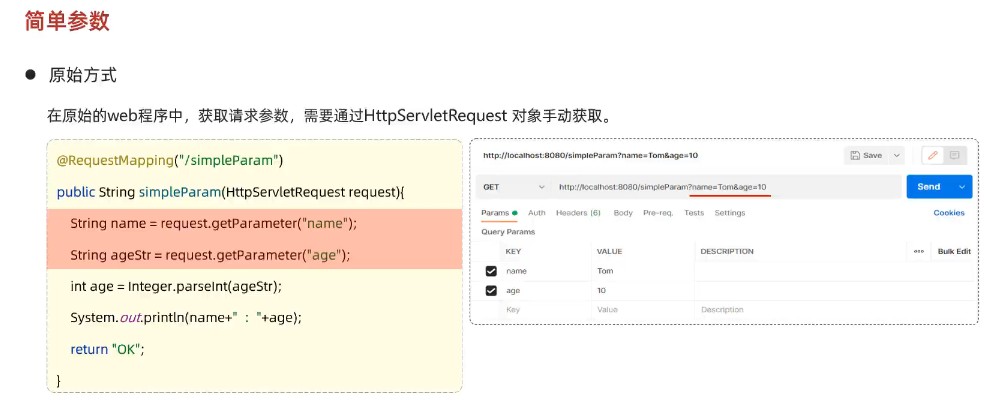 简单参数
● 原始方式
在原始的web程序中，获取请求参数，需要通过HttpServletRequest 对象手动获取。
@RequestMapping("/simpleParam")
public String simpleParam(HttpServletRequest request){
String name = request.getParameter("name");
String ageStr = request.getParameter("age");
int age = Integer.parseInt(ageStr);
System.out.println(name+" : "+age);
return "OK";
}
http://localhost:8080/simpleParam?name=Tom&age=10
Save
GET
http://localhost:8080/simpleParam?name=Tom&age=10
Send
Params Auth Headers (6) Body Pre-req. Tests Settings Cookies
Query Params
KEY VALUE DESCRIPTION ooo Bulk Edit
name Tom
age 10
Key Value Description